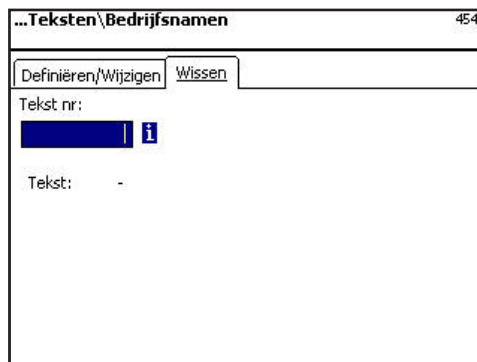 ...Teksten\Bedrijfsnamen 454
Definiëren/Wijzigen Wissen
Tekst nr:
i
Tekst: -